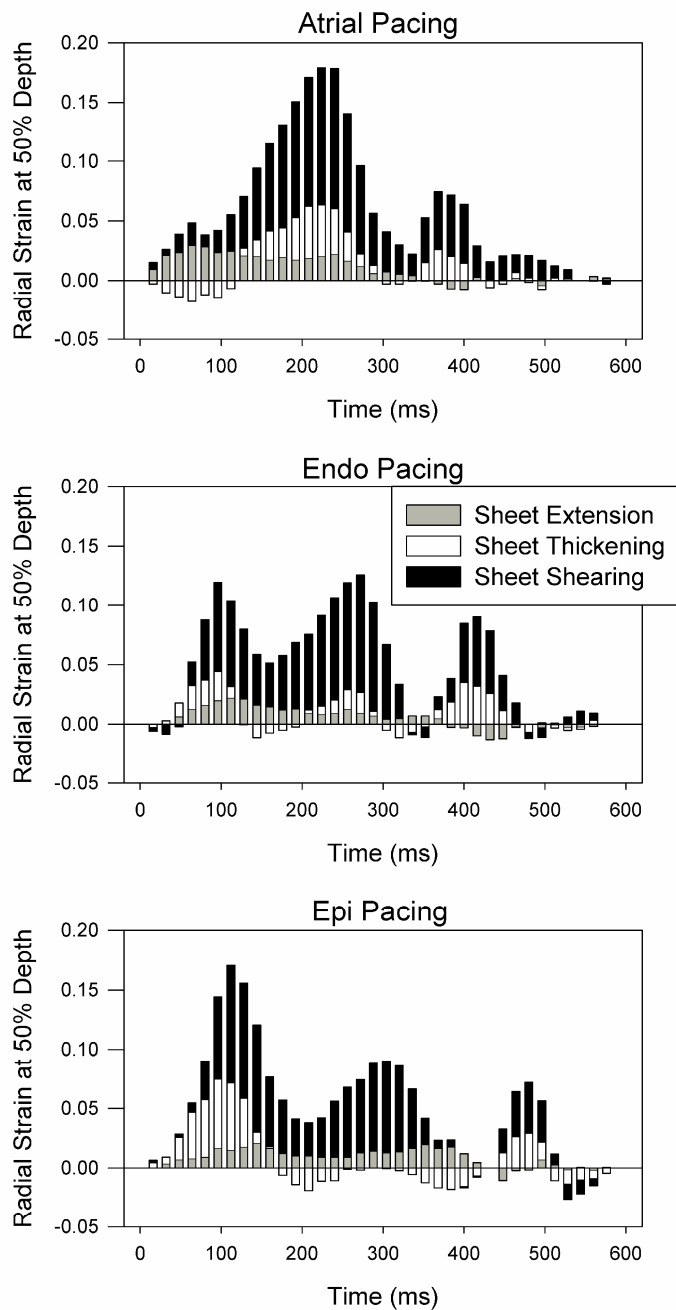 Atrial Pacing
Radial Strain at 50% Depth
0.20
0.15
0.10
0.05
0.00
-0.05
0 100 200 300 400 500 600
Time (ms)
Endo Pacing
Radial Strain at 50% Depth
0.20
0.15
0.10
0.05
0.00
-0.05
Sheet Extension
Sheet Thickening
Sheet Shearing
0 100 200 300 400 500 600
Time (ms)
Epi Pacing
Radial Strain at 50% Depth
0.20
0.15
0.10
0.05
0.00
-0.05
0 100 200 300 400 500 600
Time (ms)